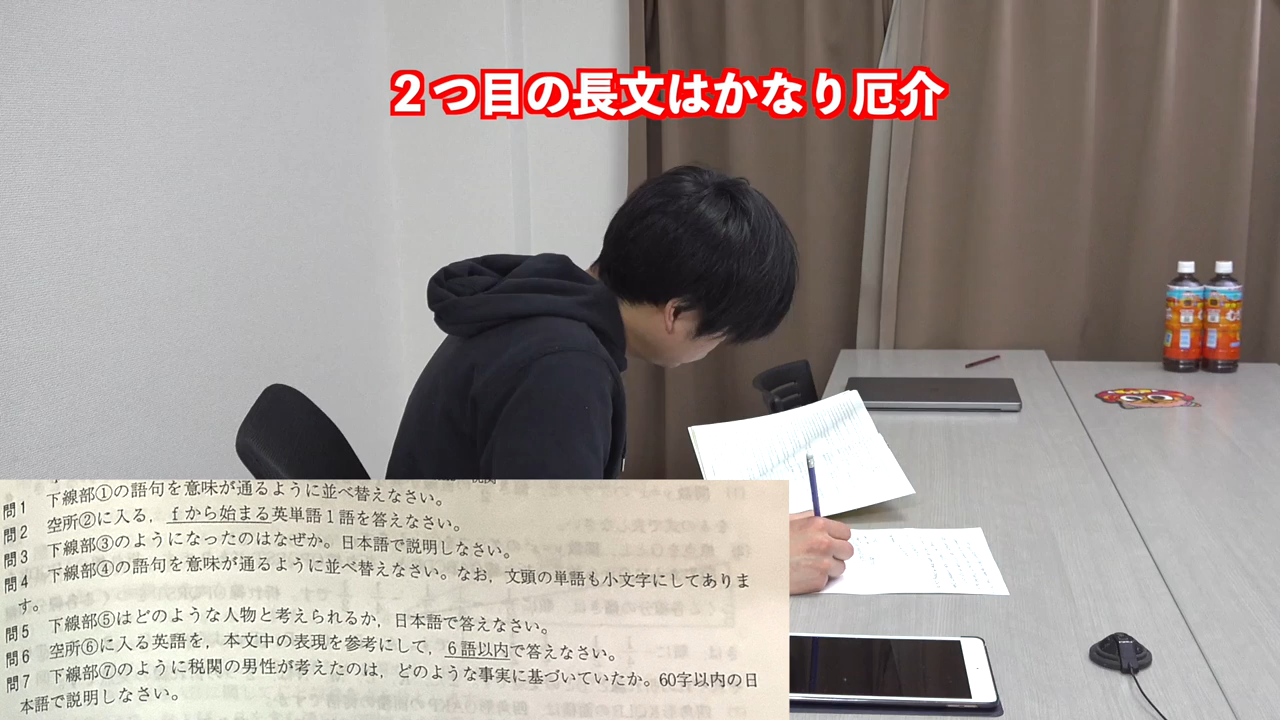 2つ目の長文はかなり厄介
税関
問1 下線部①の語句を意味が通るように並べ替えなさい。
問2 空所②に入る，fから始まる英単語1語を答えなさい。
問3 下線部③のようになったのはなぜか。日本語で説明しなさい。
問4 下線部④の語句を意味が通るように並べ替えなさい。なお，文頭の単語も小文字にしてありま
す。
問5 下線部⑤はどのような人物と考えられるか，日本語で答えなさい。
問6 空所⑥に入る英語を，本文中の表現を参考にして，6語以内で答えなさい。
問7 下線部⑦のように税関の男性が考えたのは，どのような事実に基づいていたか。60字以内の日
本語で説明しなさい。